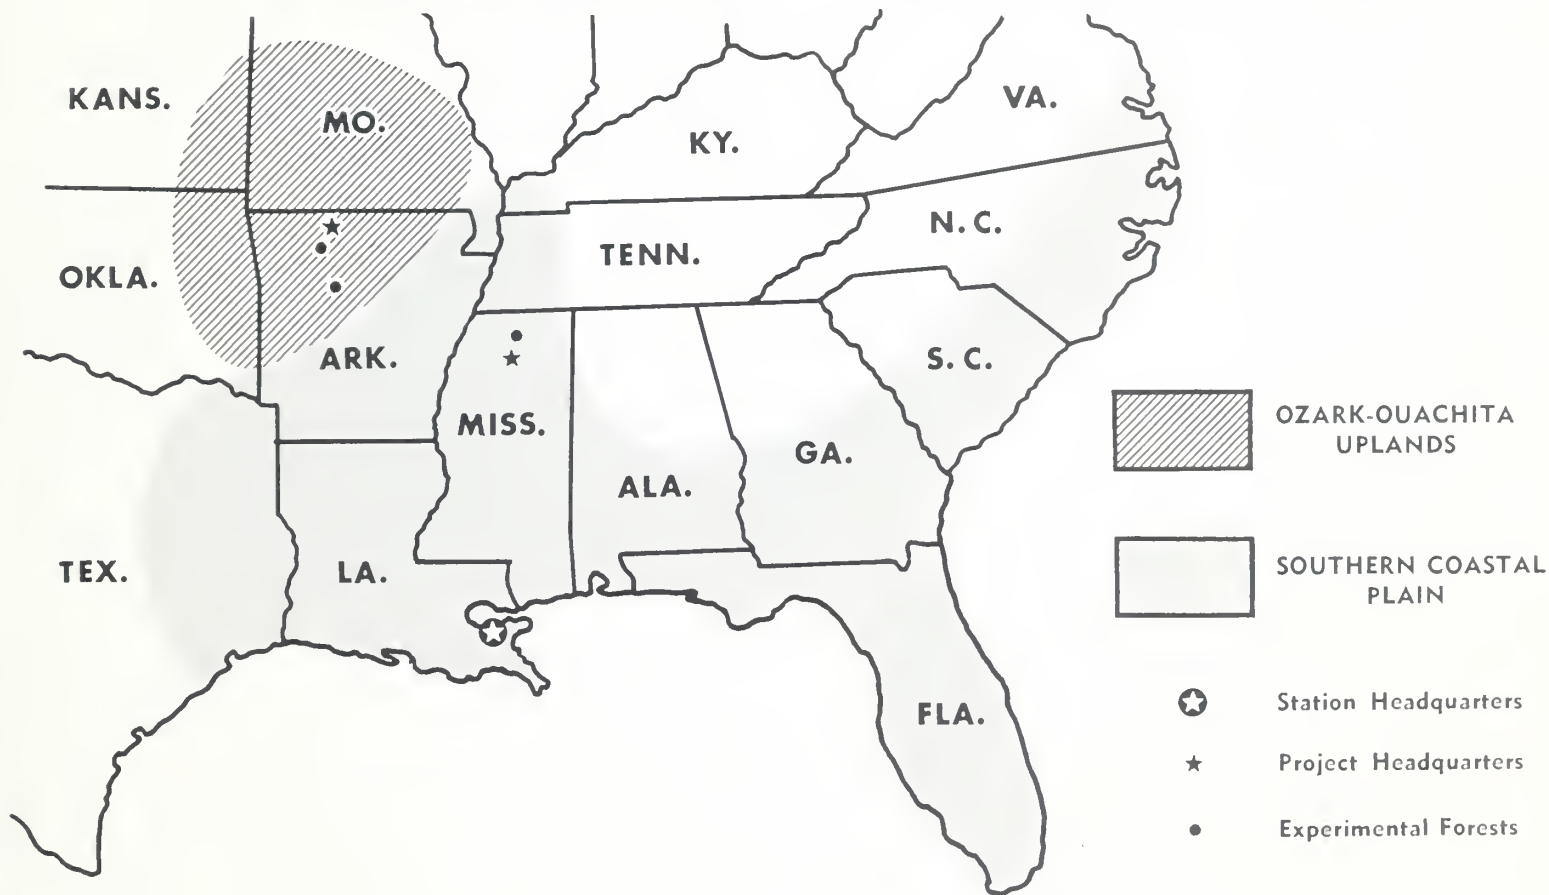 KANS.
MO.
KY.
VA.
OKLA.
TENN.
N. C.
ARK.
S. C.
MISS.
ALA.
GA.
TEX.
LA.
FLA.
OZARK-OUACHITA
UPLANDS
SOUTHERN COASTAL
PLAIN
Station Headquarters
Project Headquarters
Experimental Forests